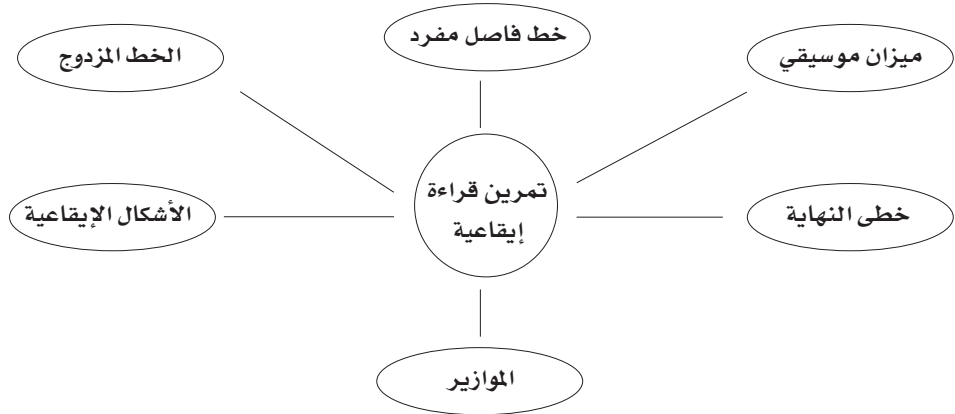 خط فاصل مفرد
ميزان موسيقي
الخط المزدوج
تمرين قراءة
إيقاعية
خطى النهاية
الأشكال الإيقاعية
الموازير